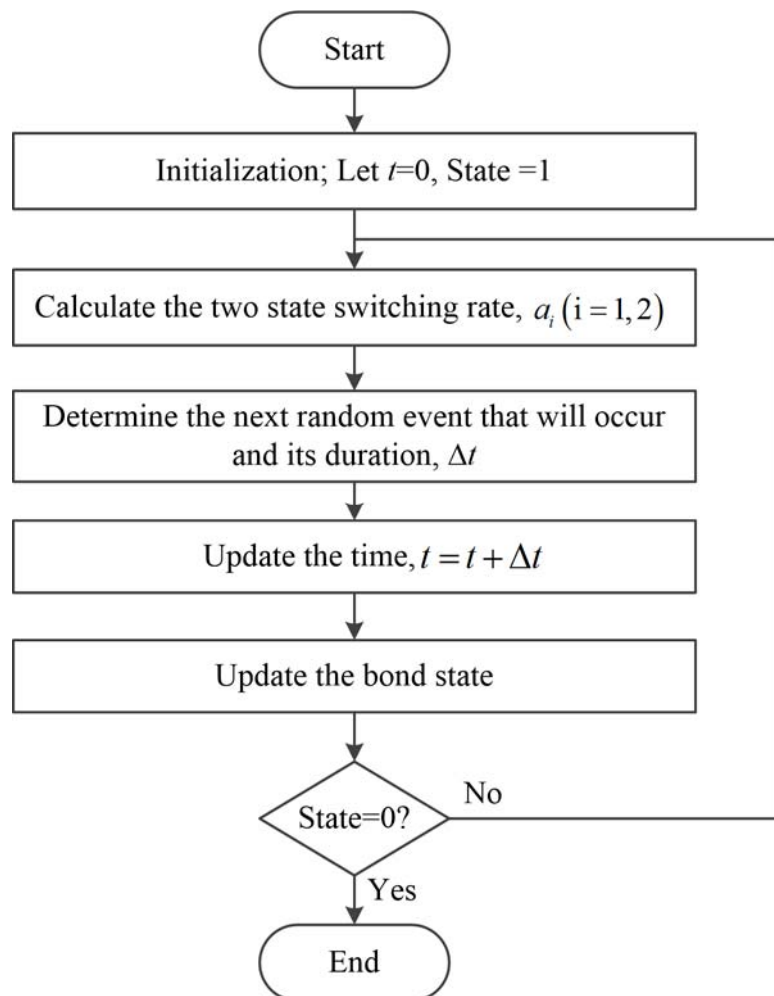 Start
Initialization; Let t=0, State =1
Calculate the two state switching rate, a_i (i = 1, 2)
Determine the next random event that will occur
and its duration, Δt
Update the time, t = t + Δt
Update the bond state
State=0?
No
Yes
End